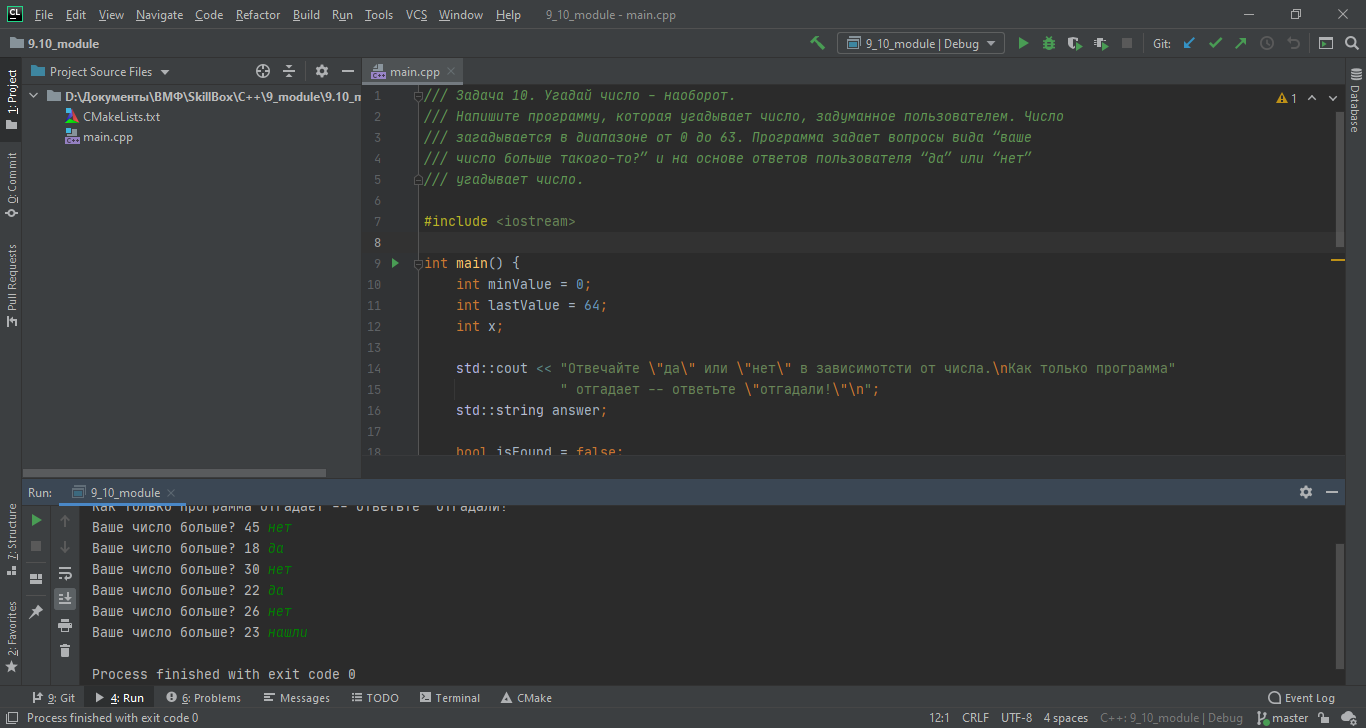 CL File Edit View Navigate Code Refactor Build Run Tools VCS Window Help 9_10_module - main.cpp
9.10_module 9_10_module | Debug Git:
1: Project
0: Commit
Pull Requests
7: Structure
2: Favorites
Database
Project Source Files
D:\Документы\ВМФ\SkillBox\C++\9_module\9.10_m
CMakeLists.txt
main.cpp
main.cpp
1
1 /// Задача 10. Угадай число - наоборот.
2 /// Напишите программу, которая угадывает число, задуманное пользователем. Число
3 /// загадывается в диапазоне от 0 до 63. Программа задает вопросы вида “ваше
4 /// число больше такого-то?” и на основе ответов пользователя “да” или “нет”
5 /// угадывает число.
6
7 #include <iostream>
8
9 int main() {
10 int minValue = 0;
11 int lastValue = 64;
12 int x;
13
14 std::cout << "Отвечайте \"да\" или \"нет\" в зависимотсти от числа.\nКак только программа"
15 " отгадает -- ответьте \"отгадали!\"\n";
16 std::string answer;
17
18 bool isFound = false;
Run: 9_10_module
Как только программа отгадает -- ответьте "отгадали!"
Ваше число больше? 45 нет
Ваше число больше? 18 да
Ваше число больше? 30 нет
Ваше число больше? 22 да
Ваше число больше? 26 нет
Ваше число больше? 23 нашли
Process finished with exit code 0
9: Git 4: Run 6: Problems Messages TODO Terminal CMake Event Log
Process finished with exit code 0 12:1 CRLF UTF-8 4 spaces C++: 9_10_module | Debug master